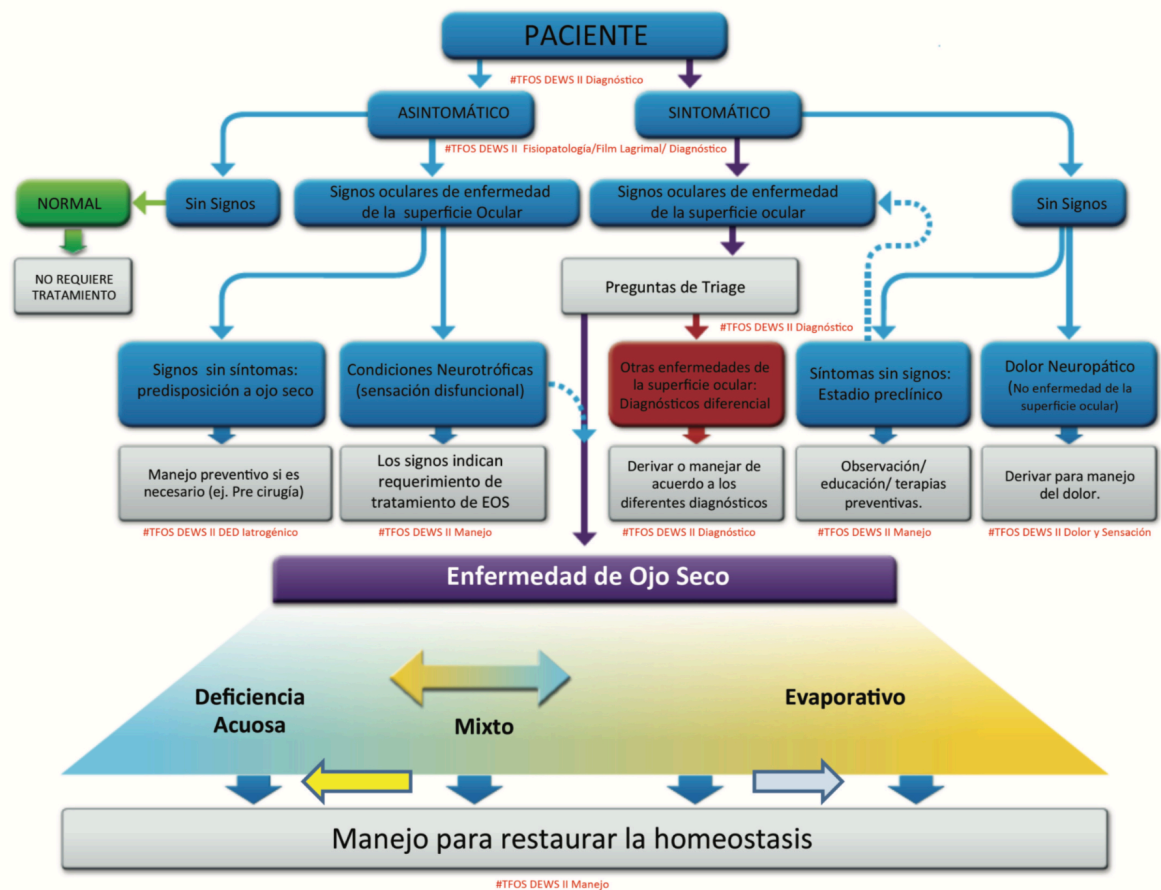 PACIENTE
#TFOS DEWS II Diagnóstico
ASINTOMÁTICO
SINTOMÁTICO
#TFOS DEWS II Fisiopatología/Film Lagrimal/ Diagnóstico
NORMAL
Sin Signos
Signos oculares de enfermedad
de la superficie Ocular
Signos oculares de enfermedad
de la superficie ocular
Sin Signos
NO REQUIERE
TRATAMIENTO
Preguntas de Triage
#TFOS DEWS II Diagnóstico
Signos sin síntomas:
predisposición a ojo seco
Condiciones Neurotróficas
(sensación disfuncional)
Otras enfermedades de
la superficie ocular:
Diagnósticos diferencial
Síntomas sin signos:
Estadio preclínico
Dolor Neuropático
(No enfermedad de la
superficie ocular)
Manejo preventivo si es
necesario (ej. Pre cirugía)
Los signos indican
requerimiento de
tratamiento de EOS
Derivar o manejar de
acuerdo a los
diferentes diagnósticos
Observación/
educación/ terapias
preventivas.
Derivar para manejo
del dolor.
#TFOS DEWS II DED Iatrogénico
#TFOS DEWS II Manejo
#TFOS DEWS II Diagnóstico
#TFOS DEWS II Manejo
#TFOS DEWS II Dolor y Sensación
Enfermedad de Ojo Seco
Deficiencia
Acuosa
Mixto
Evaporativo
Manejo para restaurar la homeostasis
#TFOS DEWS II Manejo